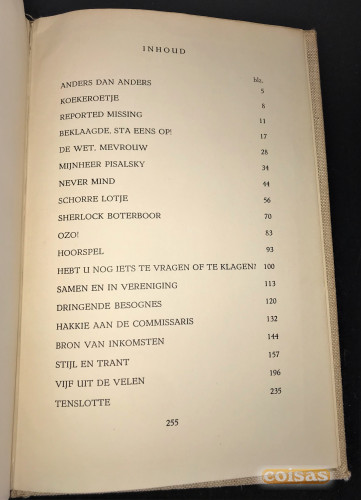 INHOUD
blz.
ANDERS DAN ANDERS 5
KOEKEROETJE 8
REPORTED MISSING 11
BEKLAAGDE, STA EENS OP! 17
DE WET, MEVROUW 28
MIJNHEER PISALSKY 34
NEVER MIND 44
SCHORRE LOTJE 56
SHERLOCK BOTERBOOR 70
OZO! 83
HOORSPEL 93
HEBT U NOG IETS TE VRAGEN OF TE KLAGEN? 100
SAMEN EN IN VERENIGING 113
DRINGENDE BESOGNES 120
HAKKIE AAN DE COMMISSARIS 132
BRON VAN INKOMSTEN 144
STIJL EN TRANT 157
VIJF UIT DE VELEN 196
TENSLOTTE 235
255
coisas